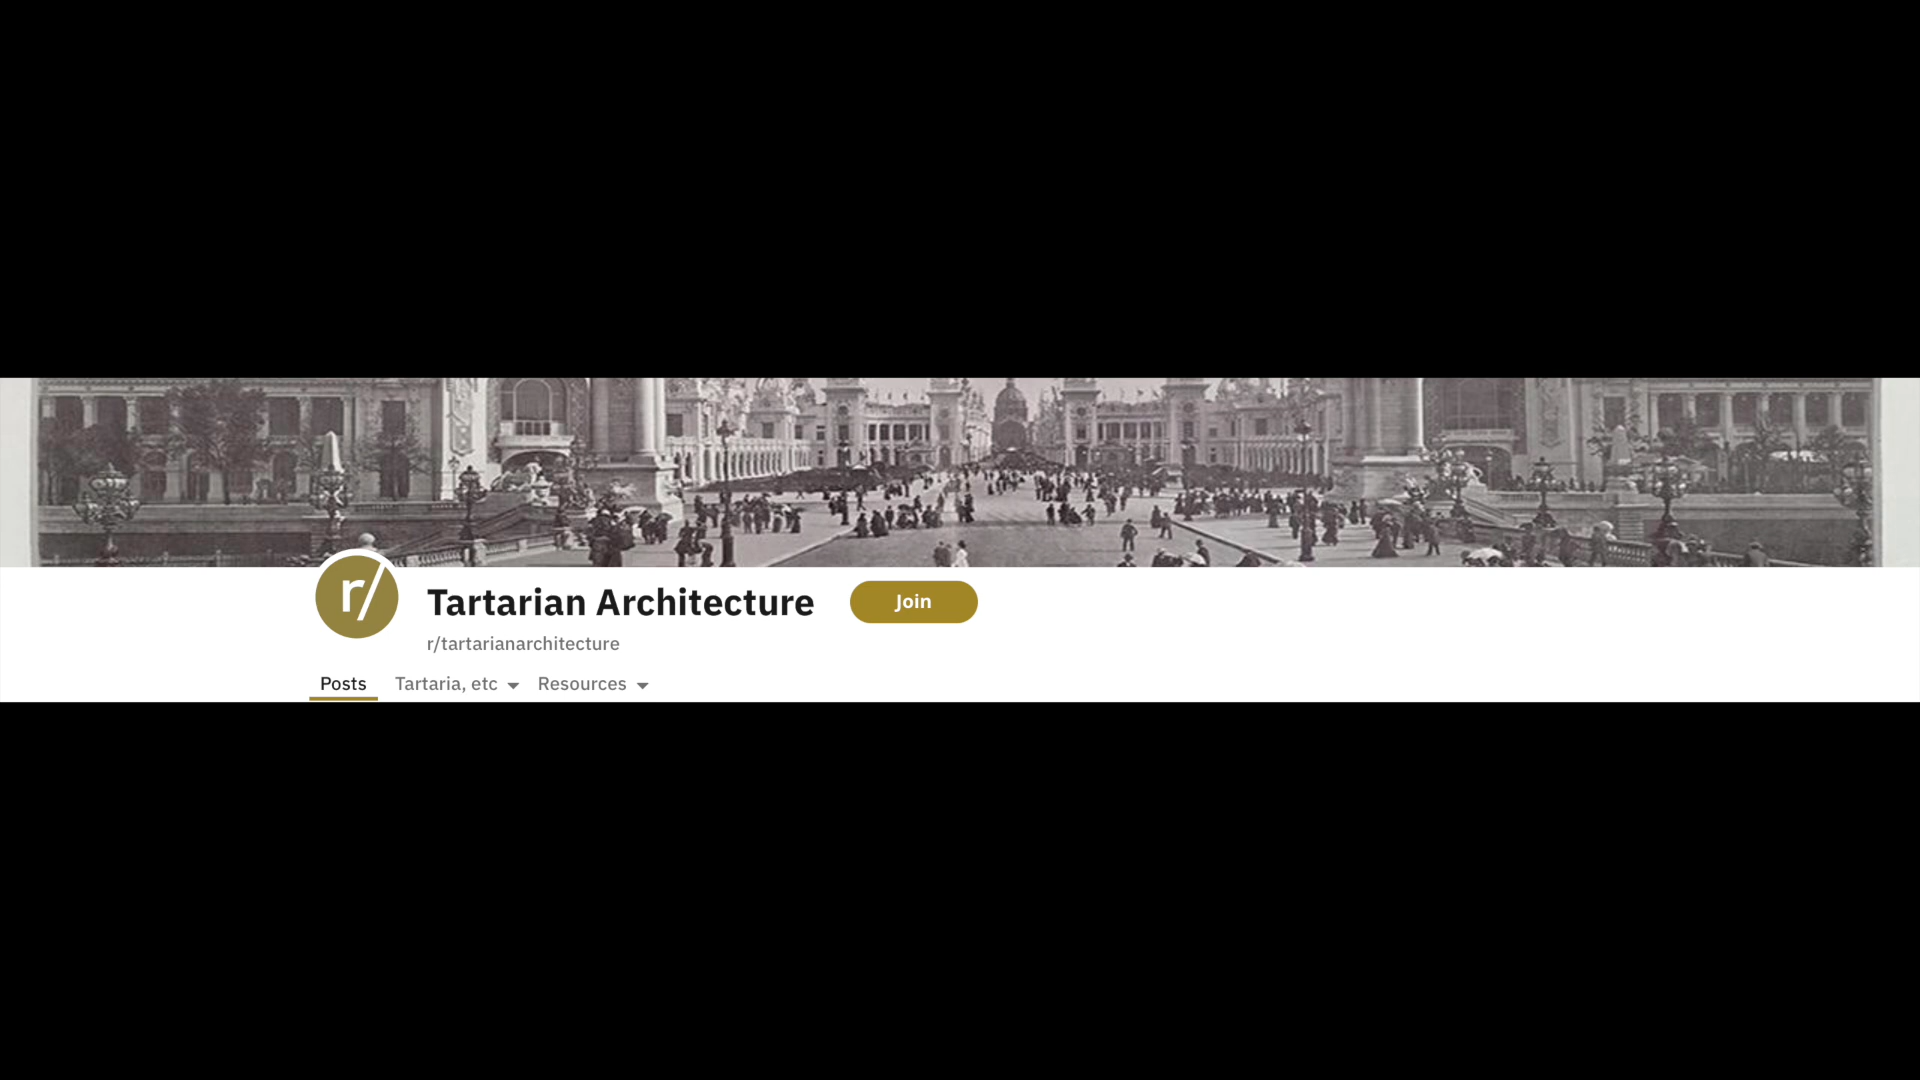 r/
Tartarian Architecture
Join
r/tartarianarchitecture
Posts
Tartaria, etc
Resources